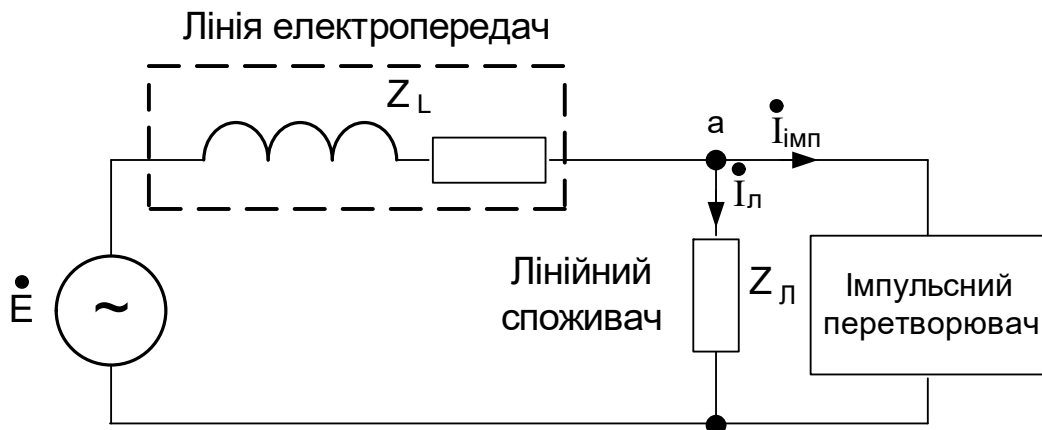 Лінія електропередач
Z L
a
İімп
İл
Ė
~
Лінійний
споживач
Z Л
Імпульсний
перетворювач